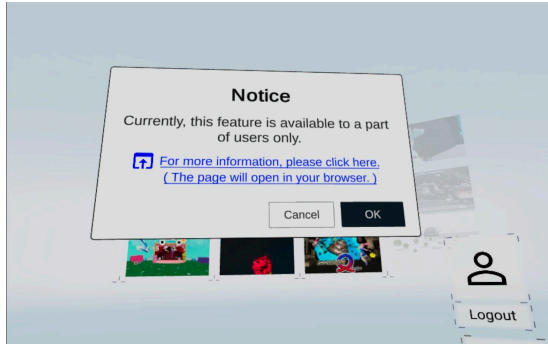 Notice
Currently, this feature is available to a part
of users only.
For more information, please click here.
( The page will open in your browser. )
Cancel
OK
Logout